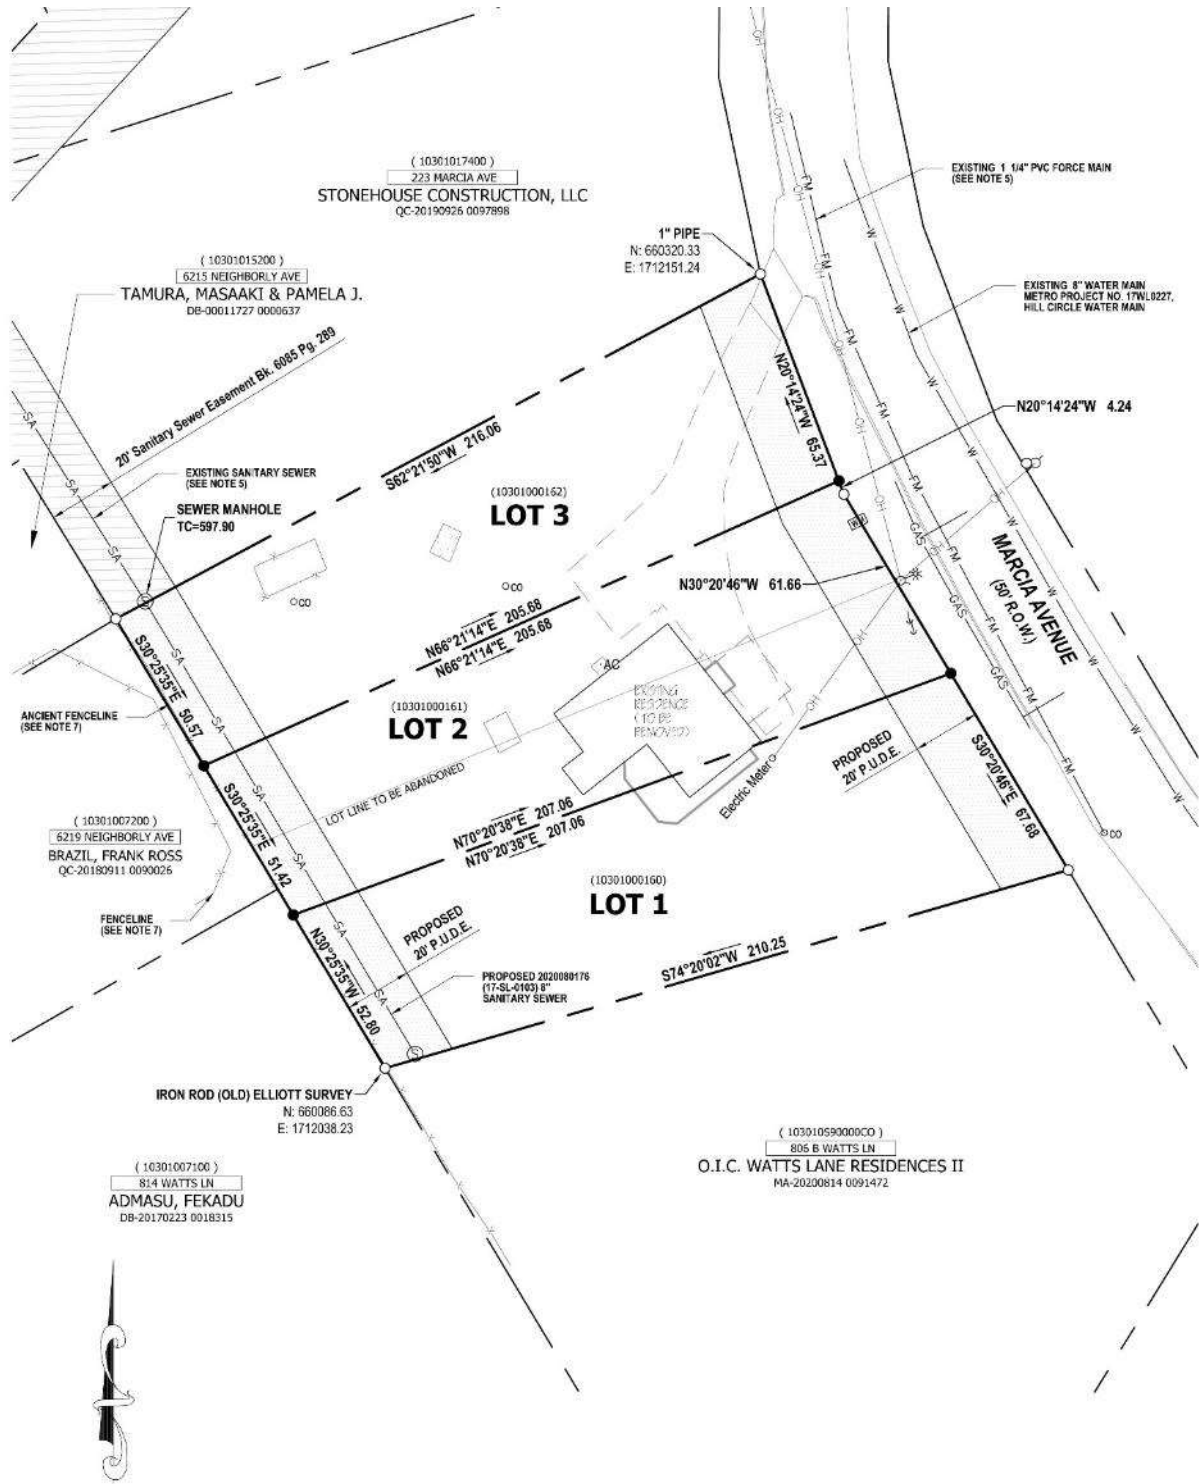 ( 10301017400 )
223 MARCIA AVE
STONEHOUSE CONSTRUCTION, LLC
QC-20190926 0097898
EXISTING 1 1/4" PVC FORCE MAIN
(SEE NOTE 5)
1" PIPE
N: 660320.33
E: 1712151.24
( 10301015200 )
6215 NEIGHBORLY AVE
TAMURA, MASAAKI & PAMELA J.
DB-00011727 0000637
EXISTING 8" WATER MAIN
METRO PROJECT NO. 17WL0227,
HILL CIRCLE WATER MAIN
20' Sanitary Sewer Easement Bk. 6085 Pg. 289
N20°14'24"W 65.37
N20°14'24"W 4.24
S62°21'50"W 216.06
EXISTING SANITARY SEWER
(SEE NOTE 5)
SEWER MANHOLE
TC=597.90
(10301000162)
LOT 3
CO
CO
N30°20'46"W 61.66
MARCIA AVENUE
(50' R.O.W.)
N66°21'14"E 205.68
N66°21'14"E 205.68
S30°25'35"E 50.57
AC
EXISTING
RESIDENCE
(TO BE
REMOVED)
ANCIENT FENCELINE
(SEE NOTE 7)
(10301000161)
LOT 2
LOT LINE TO BE ABANDONED
PROPOSED
20' P.U.D.E.
Electric Meter
S30°20'46"E 67.68
( 10301007200 )
6219 NEIGHBORLY AVE
BRAZIL, FRANK ROSS
QC-20180911 0090026
S30°25'35"E 51.42
N70°20'38"E 207.06
N70°20'38"E 207.06
CO
(10301000160)
LOT 1
FENCELINE
(SEE NOTE 7)
PROPOSED
20' P.U.D.E.
N30°25'35"W 52.80
S74°20'02"W 210.25
PROPOSED 2020080176
(17-SL-0103) 8"
SANITARY SEWER
IRON ROD (OLD) ELLIOTT SURVEY
N: 660086.63
E: 1712038.23
( 103010S90000CO )
806 B WATTS LN
O.I.C. WATTS LANE RESIDENCES II
MA-20200814 0091472
( 10301007100 )
814 WATTS LN
ADMASU, FEKADU
DB-20170223 0018315